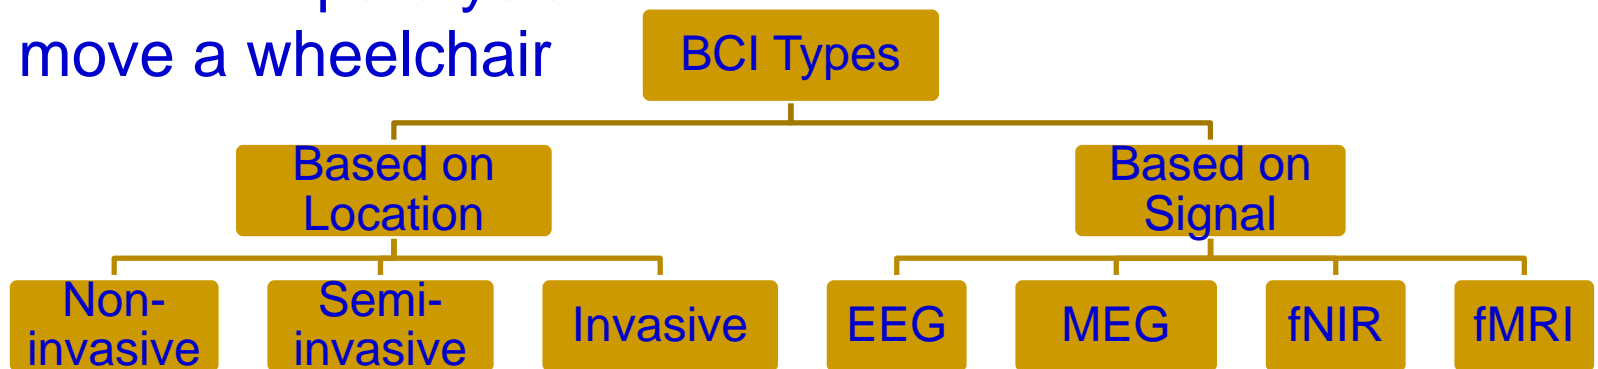 move a wheelchair
BCI Types
Based on
Location
Based on
Signal
Non-
invasive
Semi-
invasive
Invasive
EEG
MEG
fNIR
fMRI